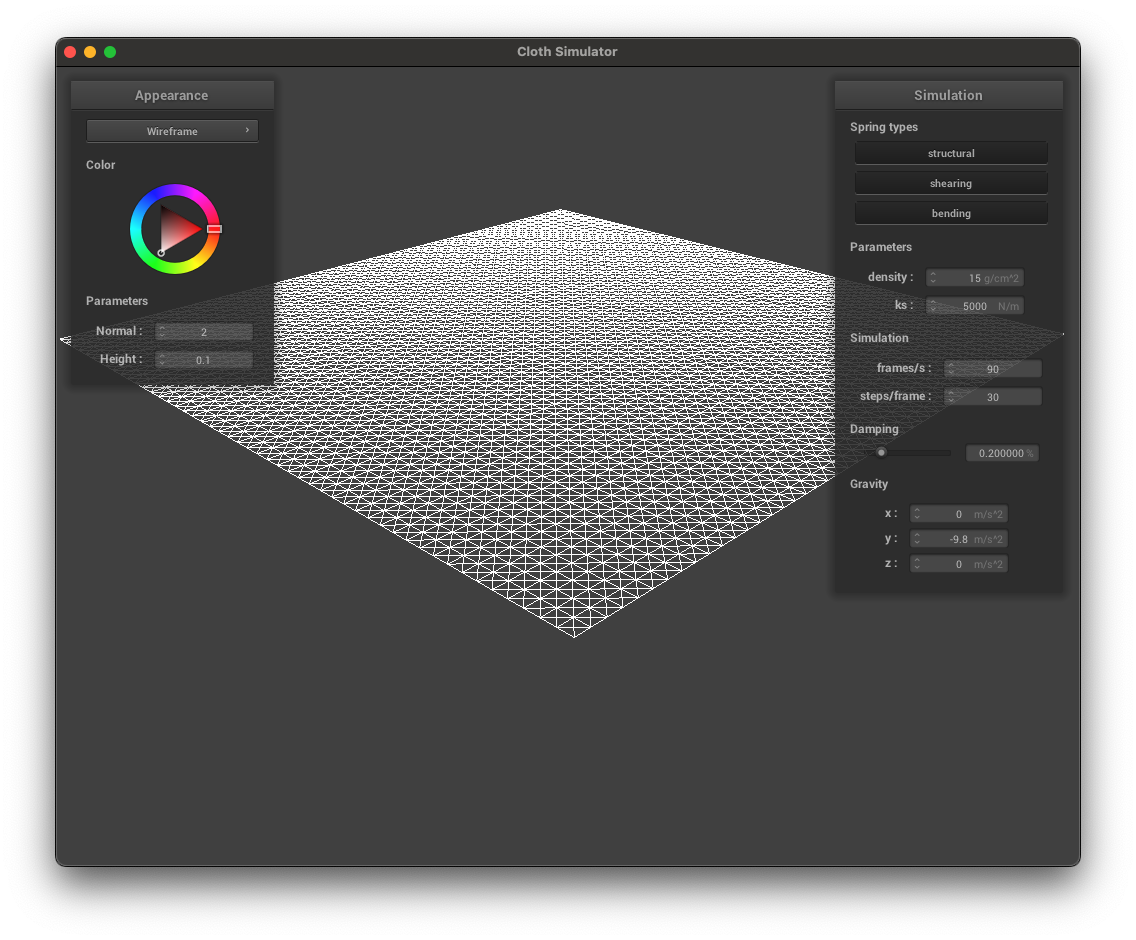 Cloth Simulator
Appearance
Wireframe
Color
Parameters
Normal : 2
Height : 0.1
Simulation
Spring types
structural
shearing
bending
Parameters
density : 15 g/cm^2
ks : 5000 N/m
Simulation
frames/s : 90
steps/frame : 30
Damping
0.200000 %
Gravity
x : 0 m/s^2
y : -9.8 m/s^2
z : 0 m/s^2